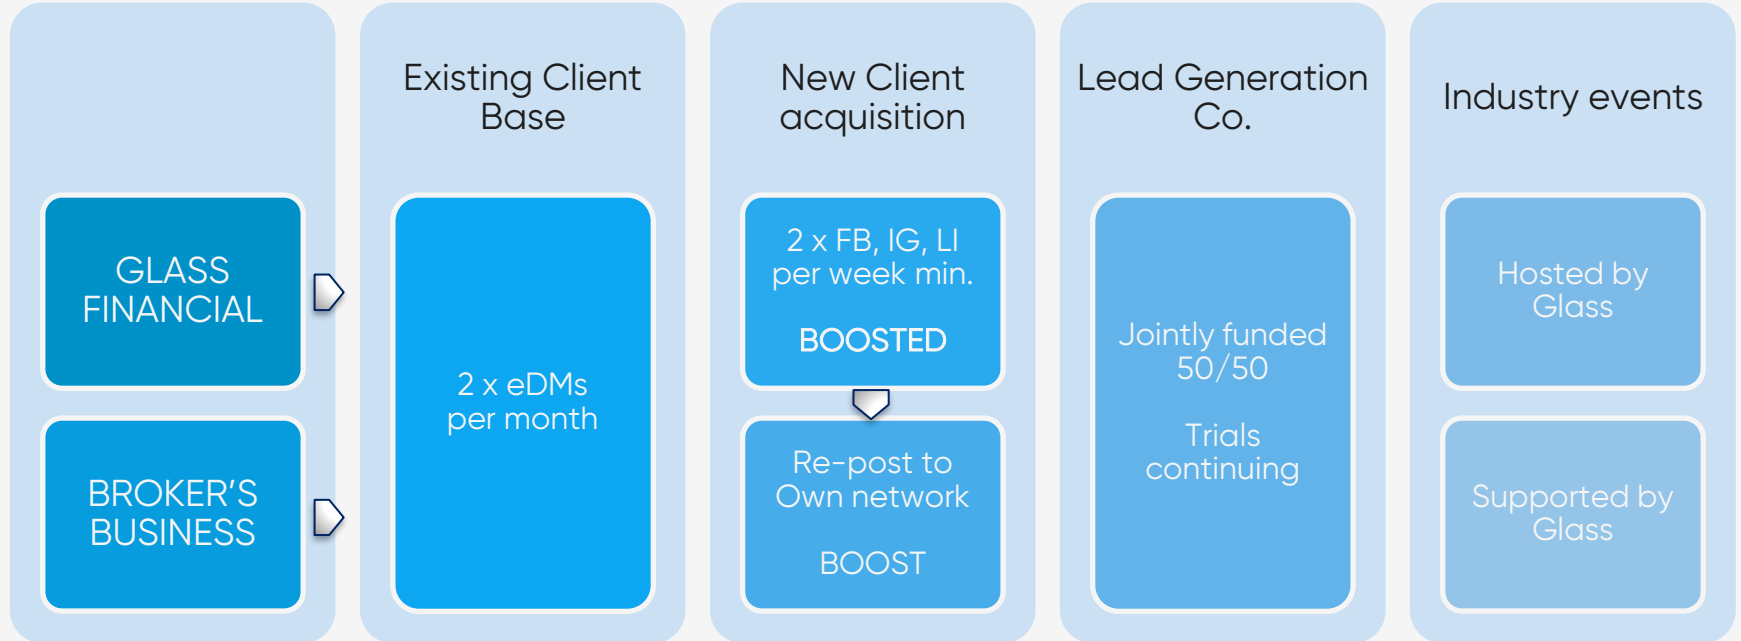 Existing Client
Base
New Client
acquisition
Lead Generation
Co.
Industry events
GLASS
FINANCIAL
BROKER’S
BUSINESS
2 x eDMs
per month
2 x FB, IG, LI
per week min.
BOOSTED
Re-post to
Own network
BOOST
Jointly funded
50/50
Trials
continuing
Hosted by
Glass
Supported by
Glass